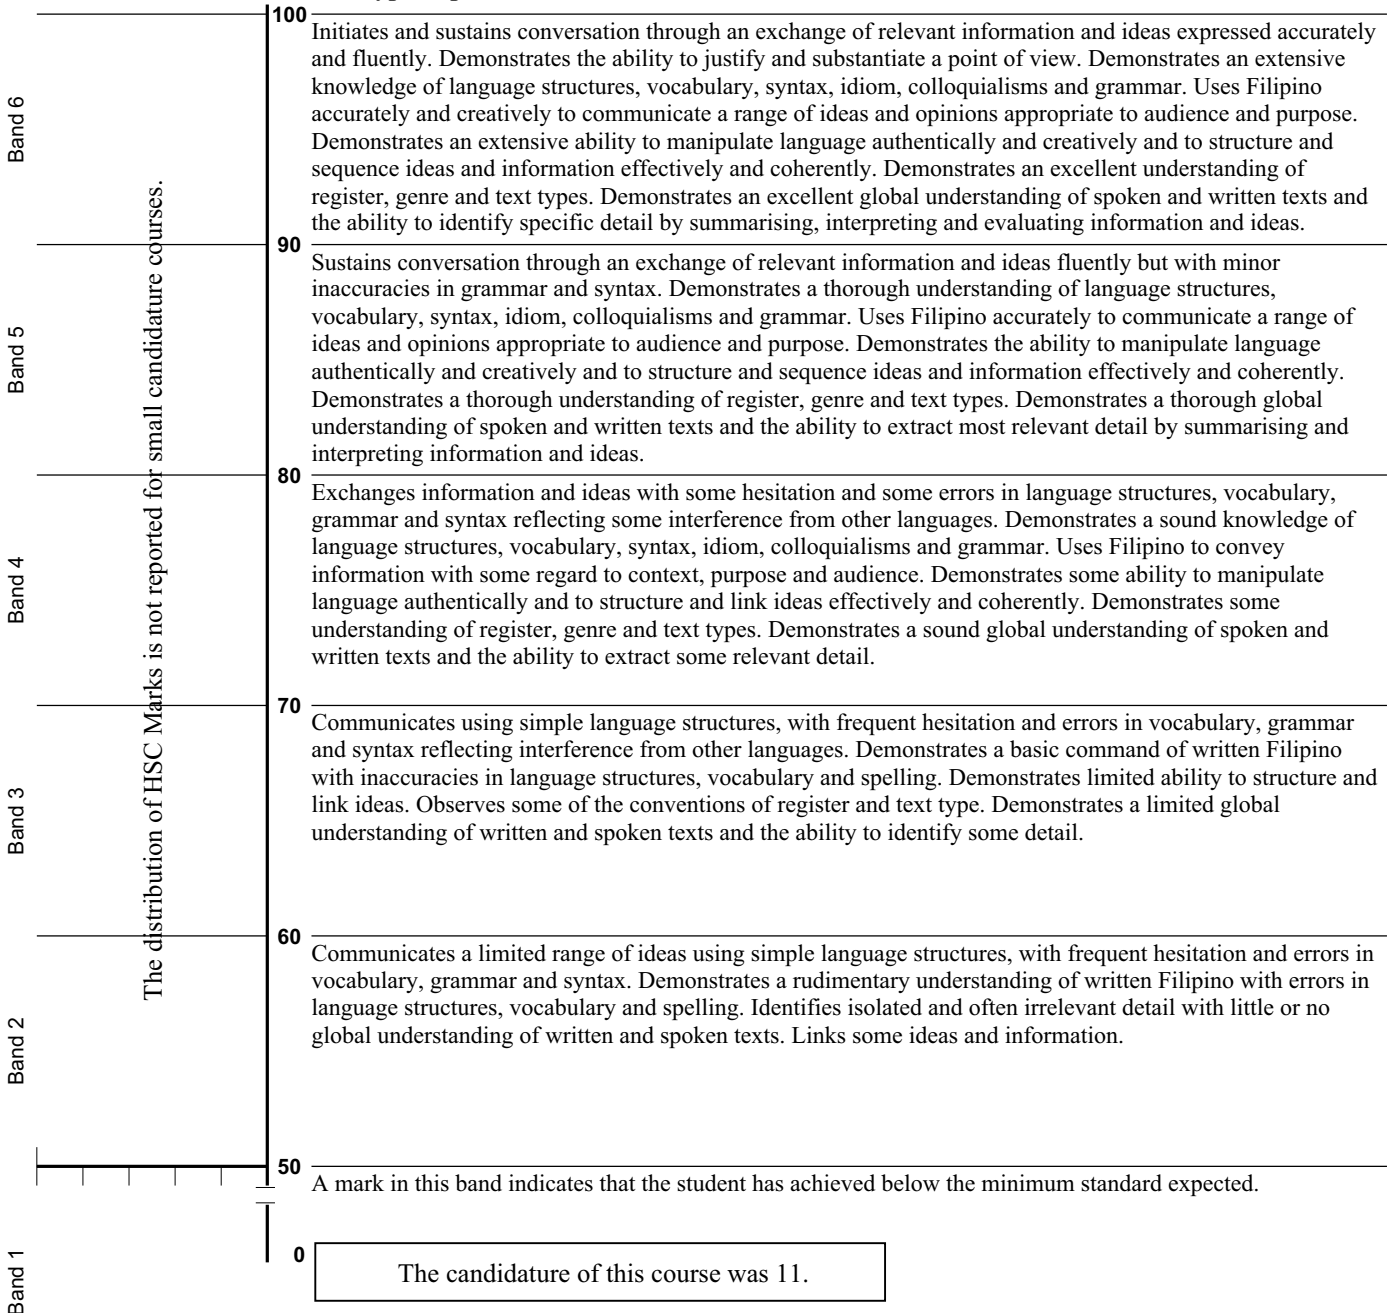 100
Initiates and sustains conversation through an exchange of relevant information and ideas expressed accurately
and fluently. Demonstrates the ability to justify and substantiate a point of view. Demonstrates an extensive
knowledge of language structures, vocabulary, syntax, idiom, colloquialisms and grammar. Uses Filipino
accurately and creatively to communicate a range of ideas and opinions appropriate to audience and purpose.
Demonstrates an extensive ability to manipulate language authentically and creatively and to structure and
sequence ideas and information effectively and coherently. Demonstrates an excellent understanding of
register, genre and text types. Demonstrates an excellent global understanding of spoken and written texts and
the ability to identify specific detail by summarising, interpreting and evaluating information and ideas.
Band 6
90
Sustains conversation through an exchange of relevant information and ideas fluently but with minor
inaccuracies in grammar and syntax. Demonstrates a thorough understanding of language structures,
vocabulary, syntax, idiom, colloquialisms and grammar. Uses Filipino accurately to communicate a range of
ideas and opinions appropriate to audience and purpose. Demonstrates the ability to manipulate language
authentically and creatively and to structure and sequence ideas and information effectively and coherently.
Demonstrates a thorough understanding of register, genre and text types. Demonstrates a thorough global
understanding of spoken and written texts and the ability to extract most relevant detail by summarising and
interpreting information and ideas.
Band 5
80
Exchanges information and ideas with some hesitation and some errors in language structures, vocabulary,
grammar and syntax reflecting some interference from other languages. Demonstrates a sound knowledge of
language structures, vocabulary, syntax, idiom, colloquialisms and grammar. Uses Filipino to convey
information with some regard to context, purpose and audience. Demonstrates some ability to manipulate
language authentically and to structure and link ideas effectively and coherently. Demonstrates some
understanding of register, genre and text types. Demonstrates a sound global understanding of spoken and
written texts and the ability to extract some relevant detail.
Band 4
The distribution of HSC Marks is not reported for small candidature courses.
70
Communicates using simple language structures, with frequent hesitation and errors in vocabulary, grammar
and syntax reflecting interference from other languages. Demonstrates a basic command of written Filipino
with inaccuracies in language structures, vocabulary and spelling. Demonstrates limited ability to structure and
link ideas. Observes some of the conventions of register and text type. Demonstrates a limited global
understanding of written and spoken texts and the ability to identify some detail.
Band 3
60
Communicates a limited range of ideas using simple language structures, with frequent hesitation and errors in
vocabulary, grammar and syntax. Demonstrates a rudimentary understanding of written Filipino with errors in
language structures, vocabulary and spelling. Identifies isolated and often irrelevant detail with little or no
global understanding of written and spoken texts. Links some ideas and information.
Band 2
50
A mark in this band indicates that the student has achieved below the minimum standard expected.
0
Band 1
The candidature of this course was 11.